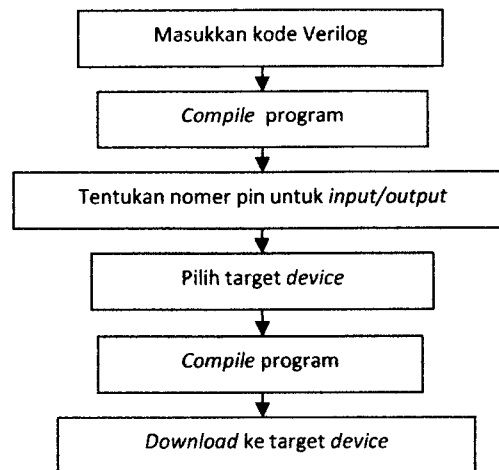 Masukkan kode Verilog
Compile program
Tentukan nomer pin untuk input/output
Pilih target device
Compile program
Download ke target device